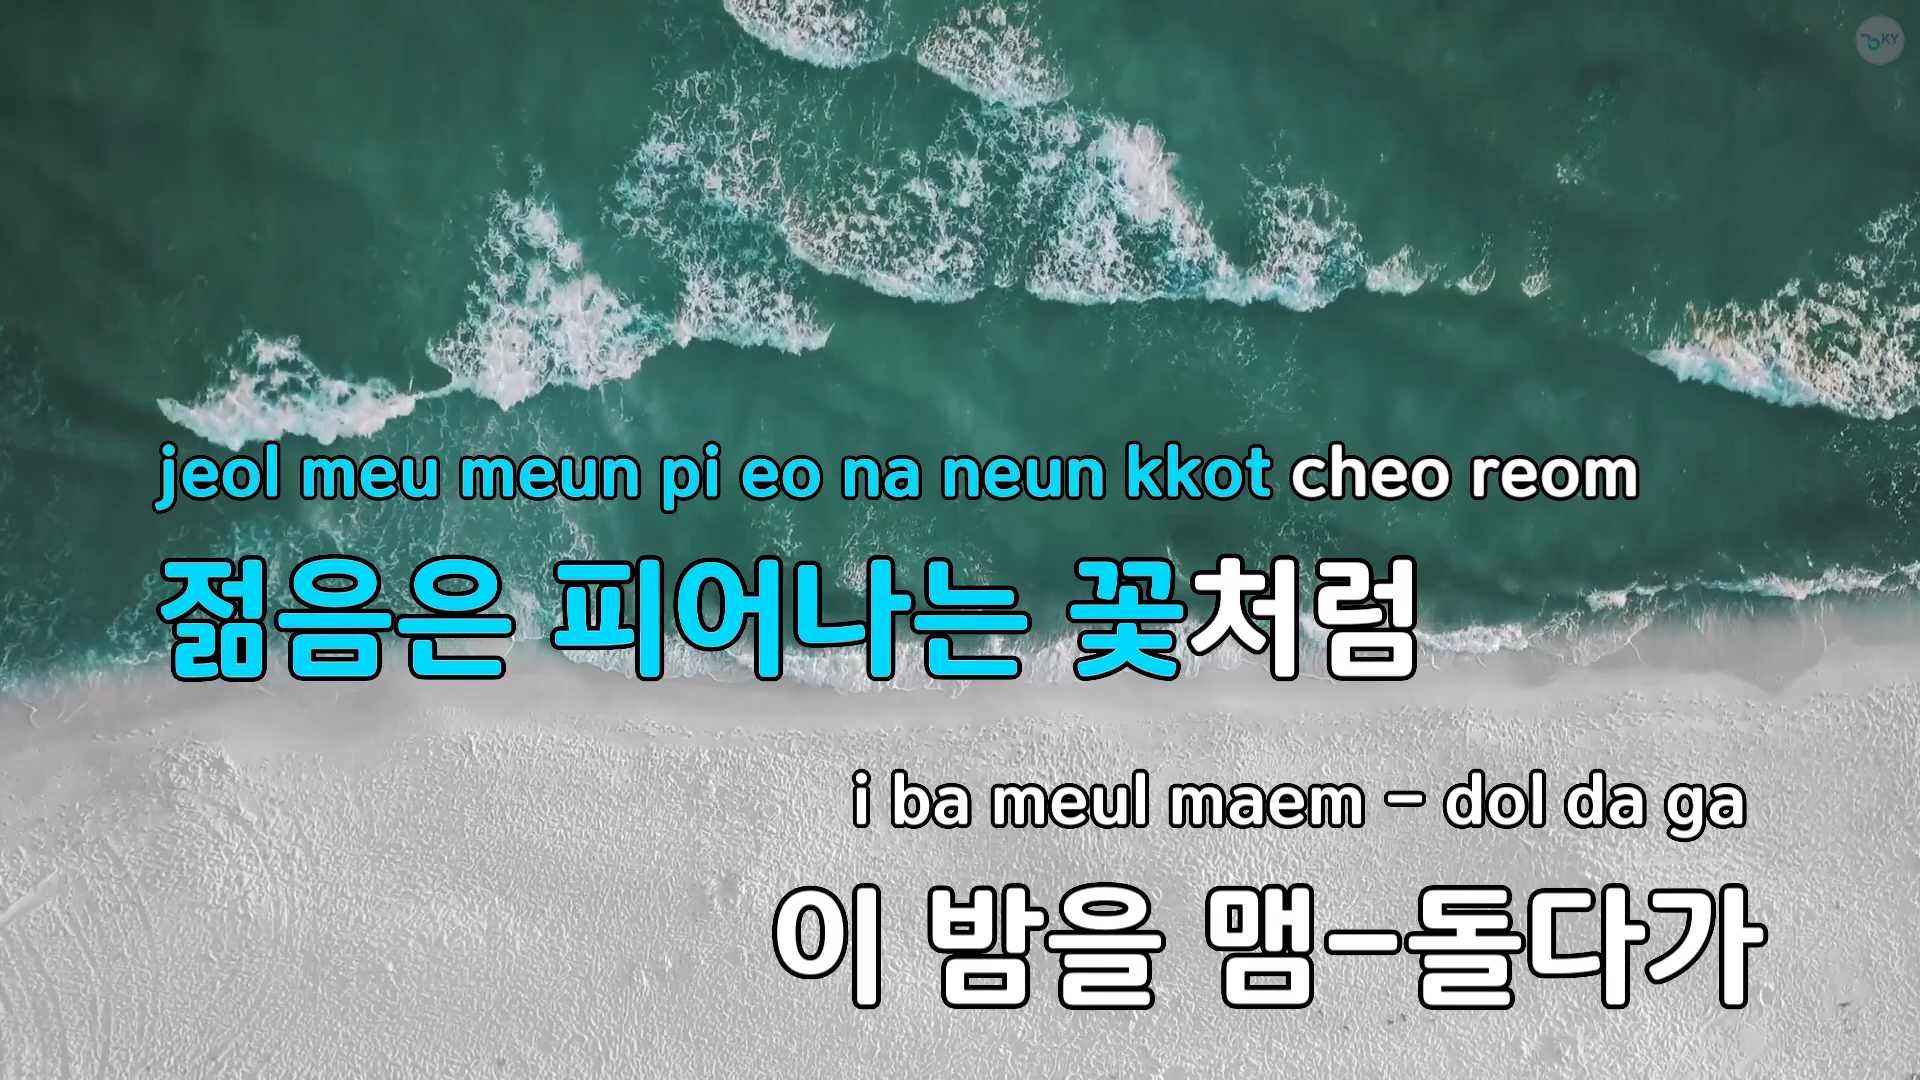 KY
jeol meu meun pi eo na neun kkot cheo reom
젊음은 피어나는 꽃처럼
i ba meul maem - dol da ga
이 밤을 맴-돌다가